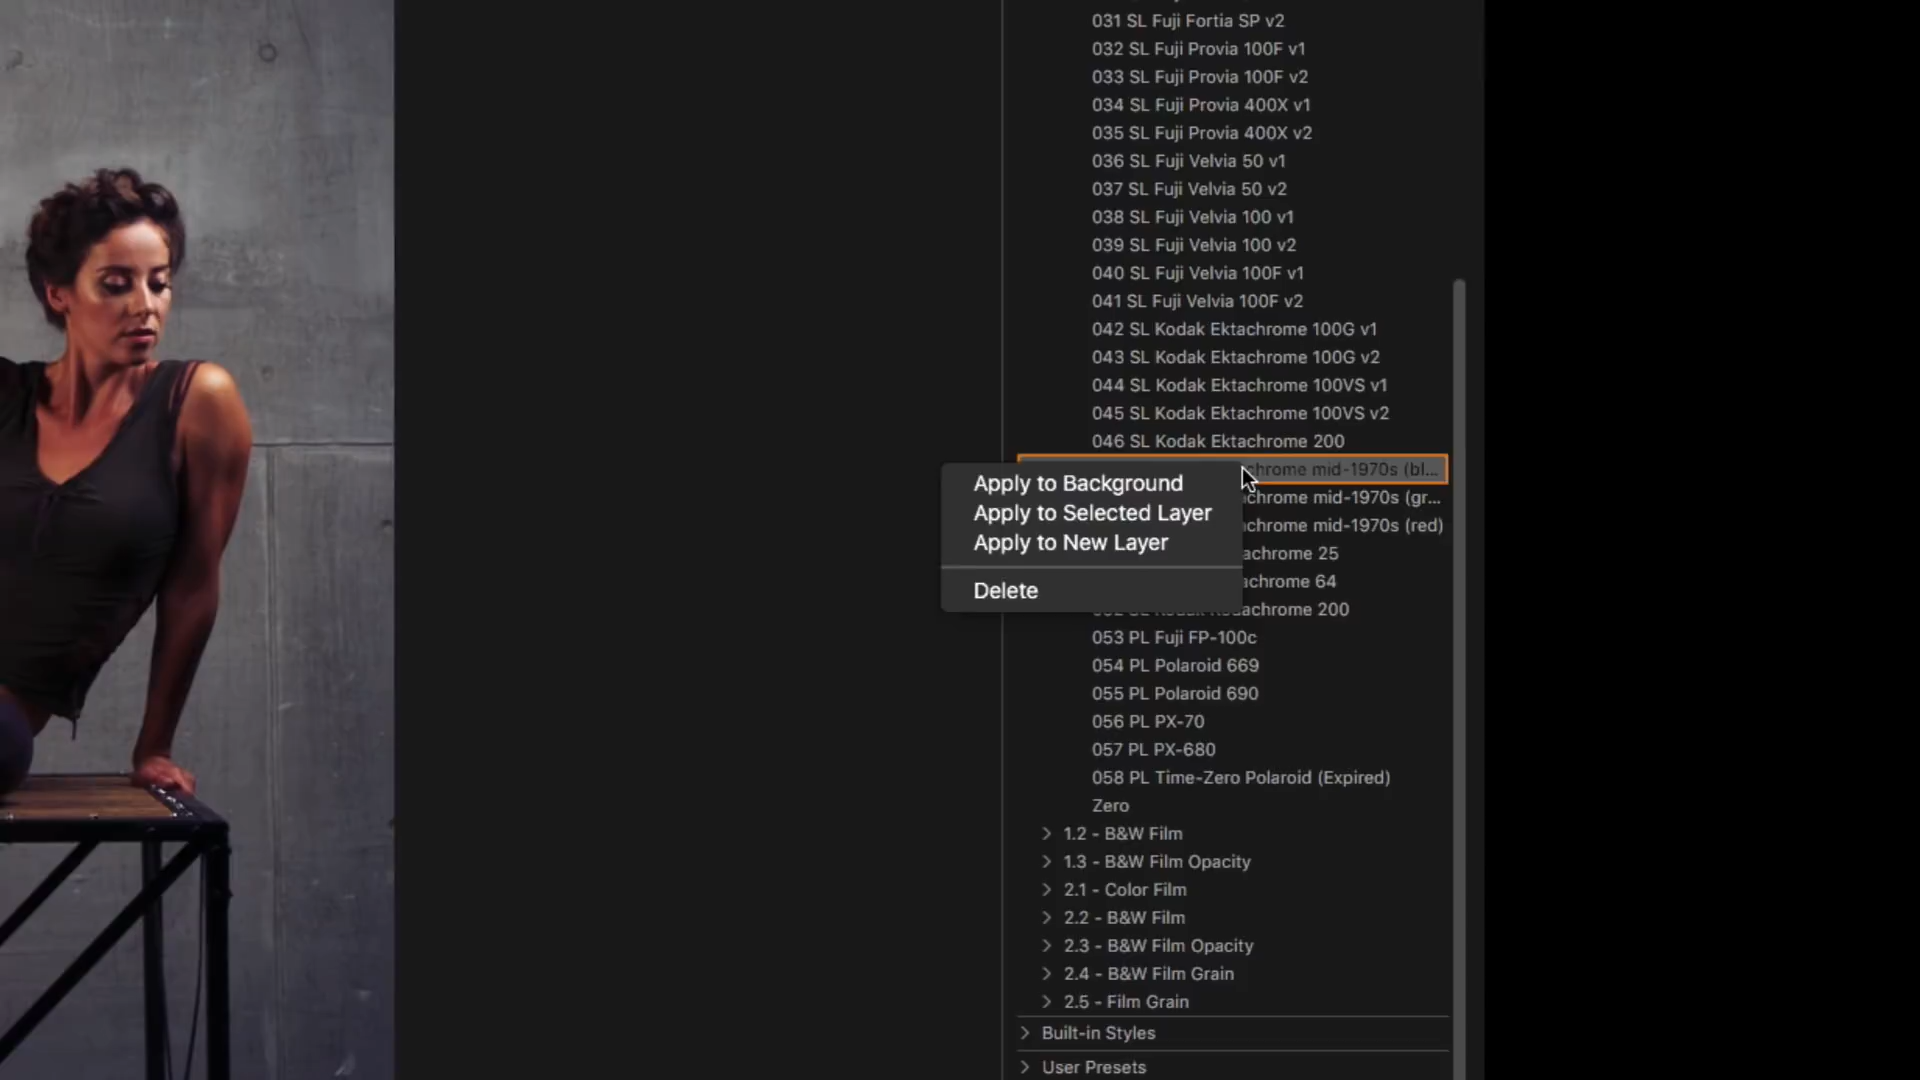 031 SL Fuji Fortia SP v2
032 SL Fuji Provia 100F v1
033 SL Fuji Provia 100F v2
034 SL Fuji Provia 400X v1
035 SL Fuji Provia 400X v2
036 SL Fuji Velvia 50 v1
037 SL Fuji Velvia 50 v2
038 SL Fuji Velvia 100 v1
039 SL Fuji Velvia 100 v2
040 SL Fuji Velvia 100F v1
041 SL Fuji Velvia 100F v2
042 SL Kodak Ektachrome 100G v1
043 SL Kodak Ektachrome 100G v2
044 SL Kodak Ektachrome 100VS v1
045 SL Kodak Ektachrome 100VS v2
046 SL Kodak Ektachrome 200
chrome mid-1970s (bl...
Apply to Background
chrome mid-1970s (gr...
Apply to Selected Layer
chrome mid-1970s (red)
Apply to New Layer
achrome 25
achrome 64
Delete
achrome 200
053 PL Fuji FP-100c
054 PL Polaroid 669
055 PL Polaroid 690
056 PL PX-70
057 PL PX-680
058 PL Time-Zero Polaroid (Expired)
Zero
1.2 - B&W Film
1.3 - B&W Film Opacity
2.1 - Color Film
2.2 - B&W Film
2.3 - B&W Film Opacity
2.4 - B&W Film Grain
2.5 - Film Grain
Built-in Styles
User Presets